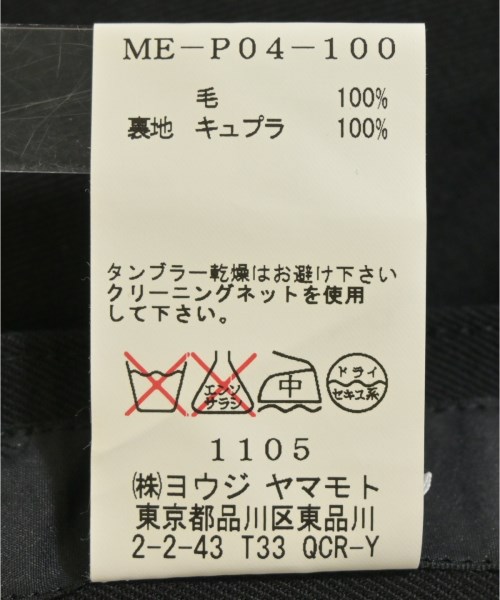 ME-P04-100
毛 100%
裏地 キュプラ 100%
タンブラー乾燥はお避け下さい
クリーニングネットを使用
して下さい。
エンソ
サラシ
中
ドライ
セキユ系
1105
㈱ヨウジ ヤマモト
東京都品川区東品川
2-2-43 T33 QCR-Y